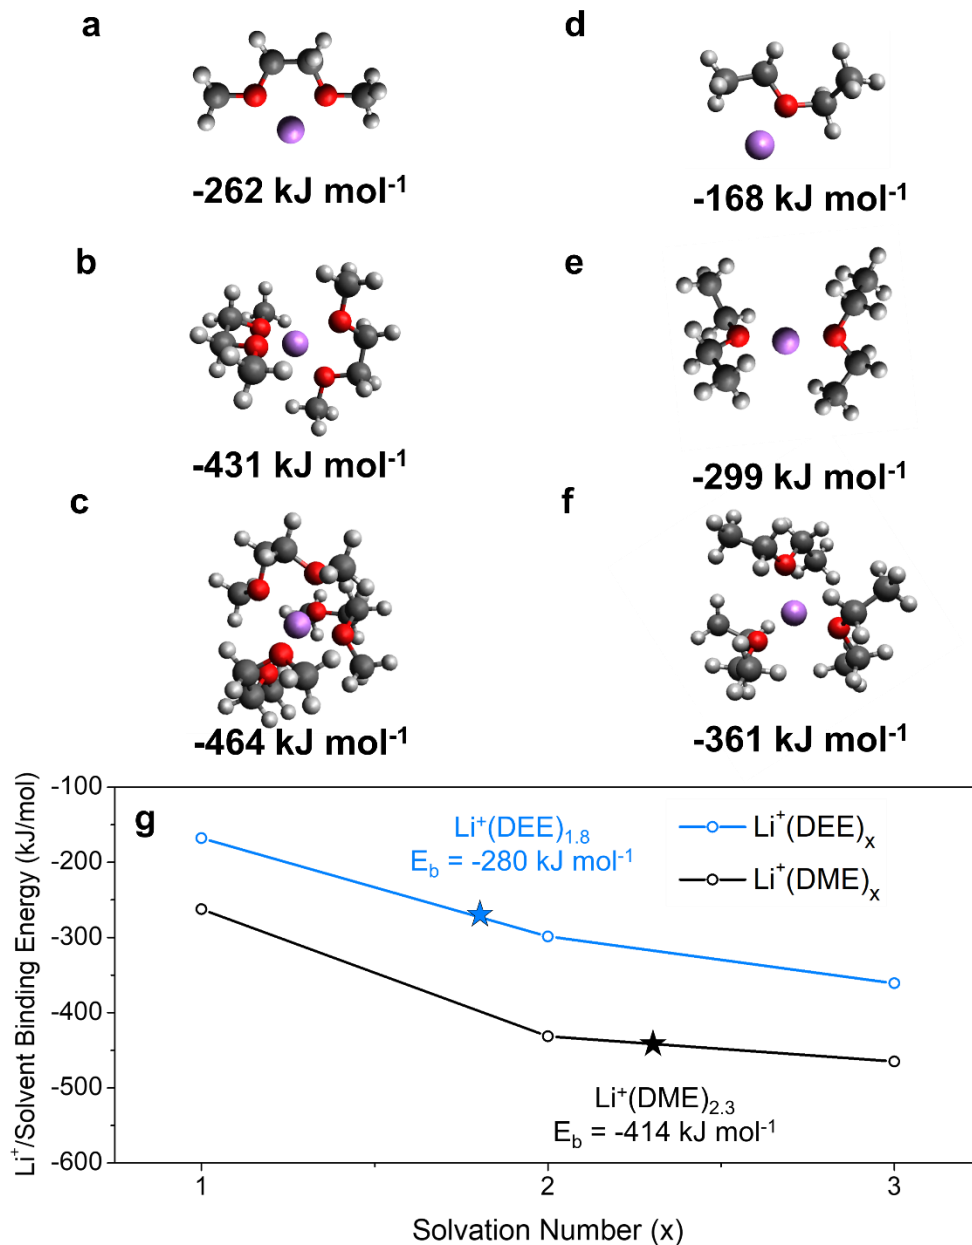 a
-262 kJ mol⁻¹
b
-431 kJ mol⁻¹
c
-464 kJ mol⁻¹
d
-168 kJ mol⁻¹
e
-299 kJ mol⁻¹
f
-361 kJ mol⁻¹
g
Li⁺/Solvent Binding Energy (kJ/mol)
-100
-200
-300
-400
-500
-600
Li⁺(DEE)₁.₈
E_b = -280 kJ mol⁻¹
Li⁺(DEE)ₓ
Li⁺(DME)ₓ
Li⁺(DME)₂.₃
E_b = -414 kJ mol⁻¹
1
2
3
Solvation Number (x)